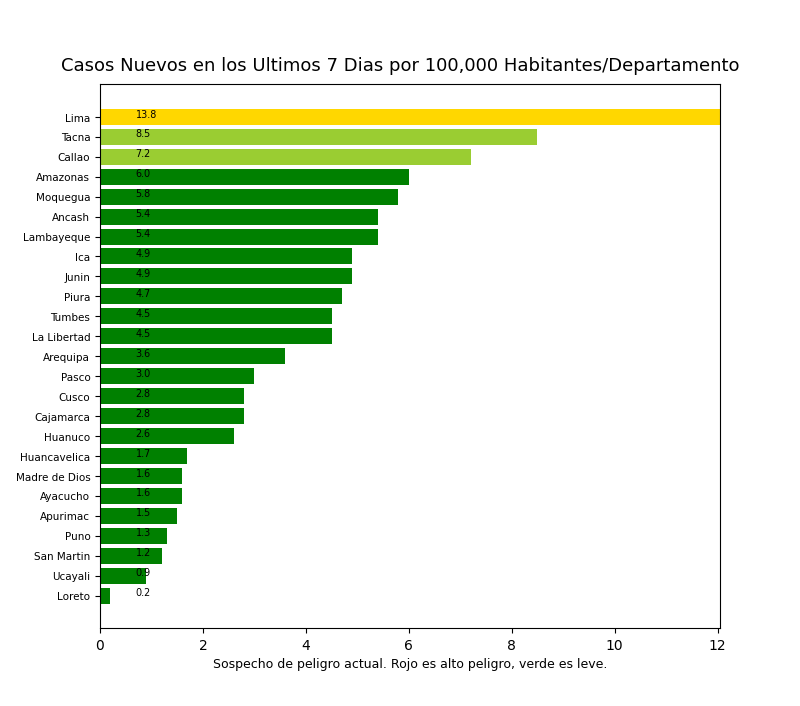 Casos Nuevos en los Ultimos 7 Dias por 100,000 Habitantes/Departamento
Lima 13.8
Tacna 8.5
Callao 7.2
Amazonas 6.0
Moquegua 5.8
Ancash 5.4
Lambayeque 5.4
Ica 4.9
Junin 4.9
Piura 4.7
Tumbes 4.5
La Libertad 4.5
Arequipa 3.6
Pasco 3.0
Cusco 2.8
Cajamarca 2.8
Huanuco 2.6
Huancavelica 1.7
Madre de Dios 1.6
Ayacucho 1.6
Apurimac 1.5
Puno 1.3
San Martin 1.2
Ucayali 0.9
Loreto 0.2
0 2 4 6 8 10 12
Sospecho de peligro actual. Rojo es alto peligro, verde es leve.